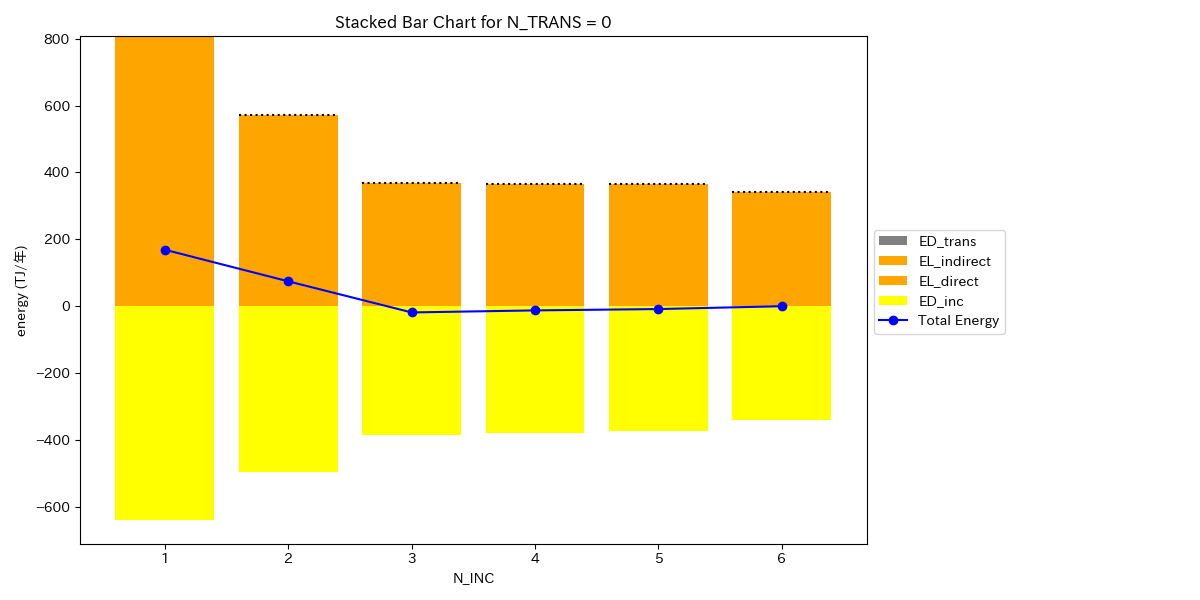 Stacked Bar Chart for N_TRANS = 0
energy (TJ/年)
800
600
400
200
0
−200
−400
−600
1 2 3 4 5 6
N_INC
ED_trans
EL_indirect
EL_direct
ED_inc
Total Energy